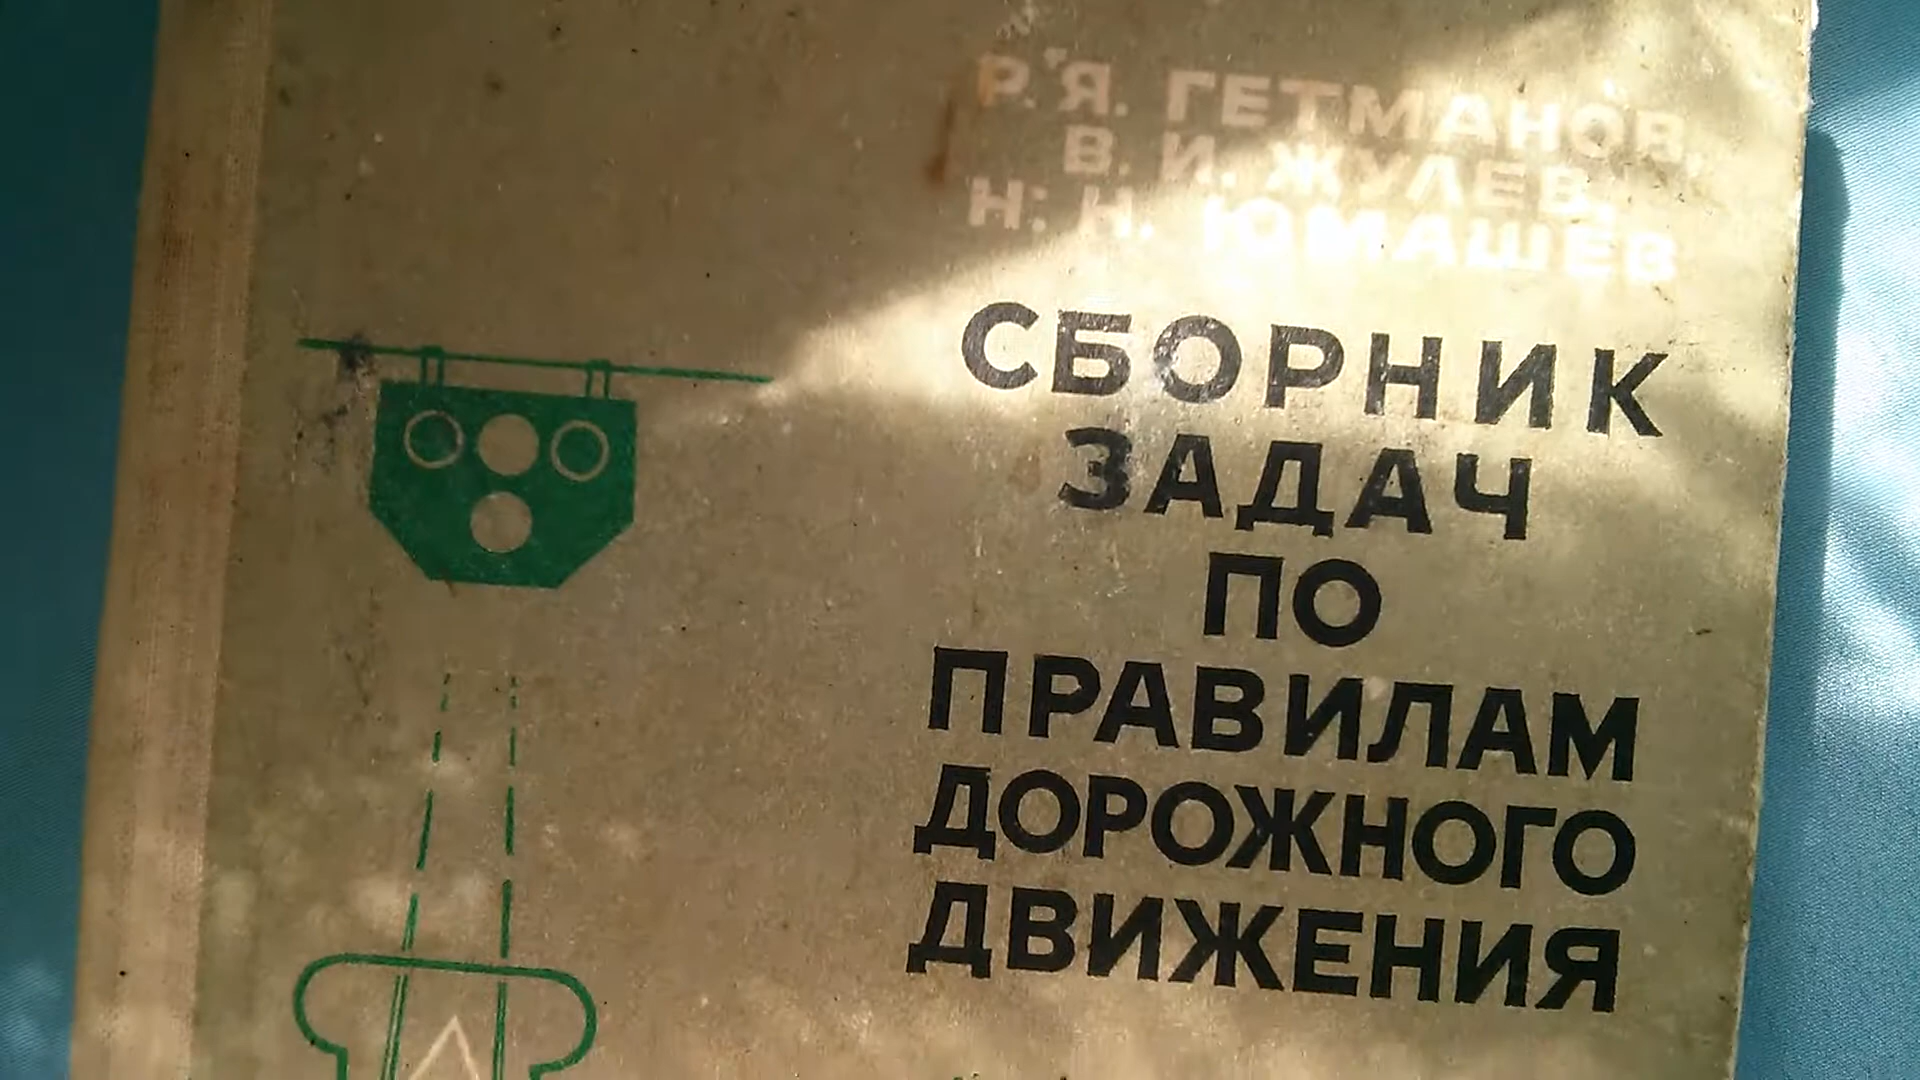 Р. Я. ГЕТМАНОВ,
В. И. ЖУЛЕВ,
Н. Н. ЮМАШЕВ
СБОРНИК
ЗАДАЧ
ПО
ПРАВИЛАМ
ДОРОЖНОГО
ДВИЖЕНИЯ